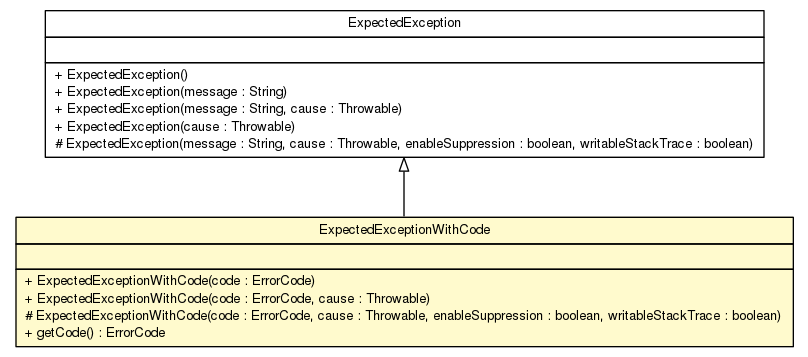 ExpectedException
+ ExpectedException()
+ ExpectedException(message : String)
+ ExpectedException(message : String, cause : Throwable)
+ ExpectedException(cause : Throwable)
# ExpectedException(message : String, cause : Throwable, enableSuppression : boolean, writableStackTrace : boolean)
ExpectedExceptionWithCode
+ ExpectedExceptionWithCode(code : ErrorCode)
+ ExpectedExceptionWithCode(code : ErrorCode, cause : Throwable)
# ExpectedExceptionWithCode(code : ErrorCode, cause : Throwable, enableSuppression : boolean, writableStackTrace : boolean)
+ getCode() : ErrorCode